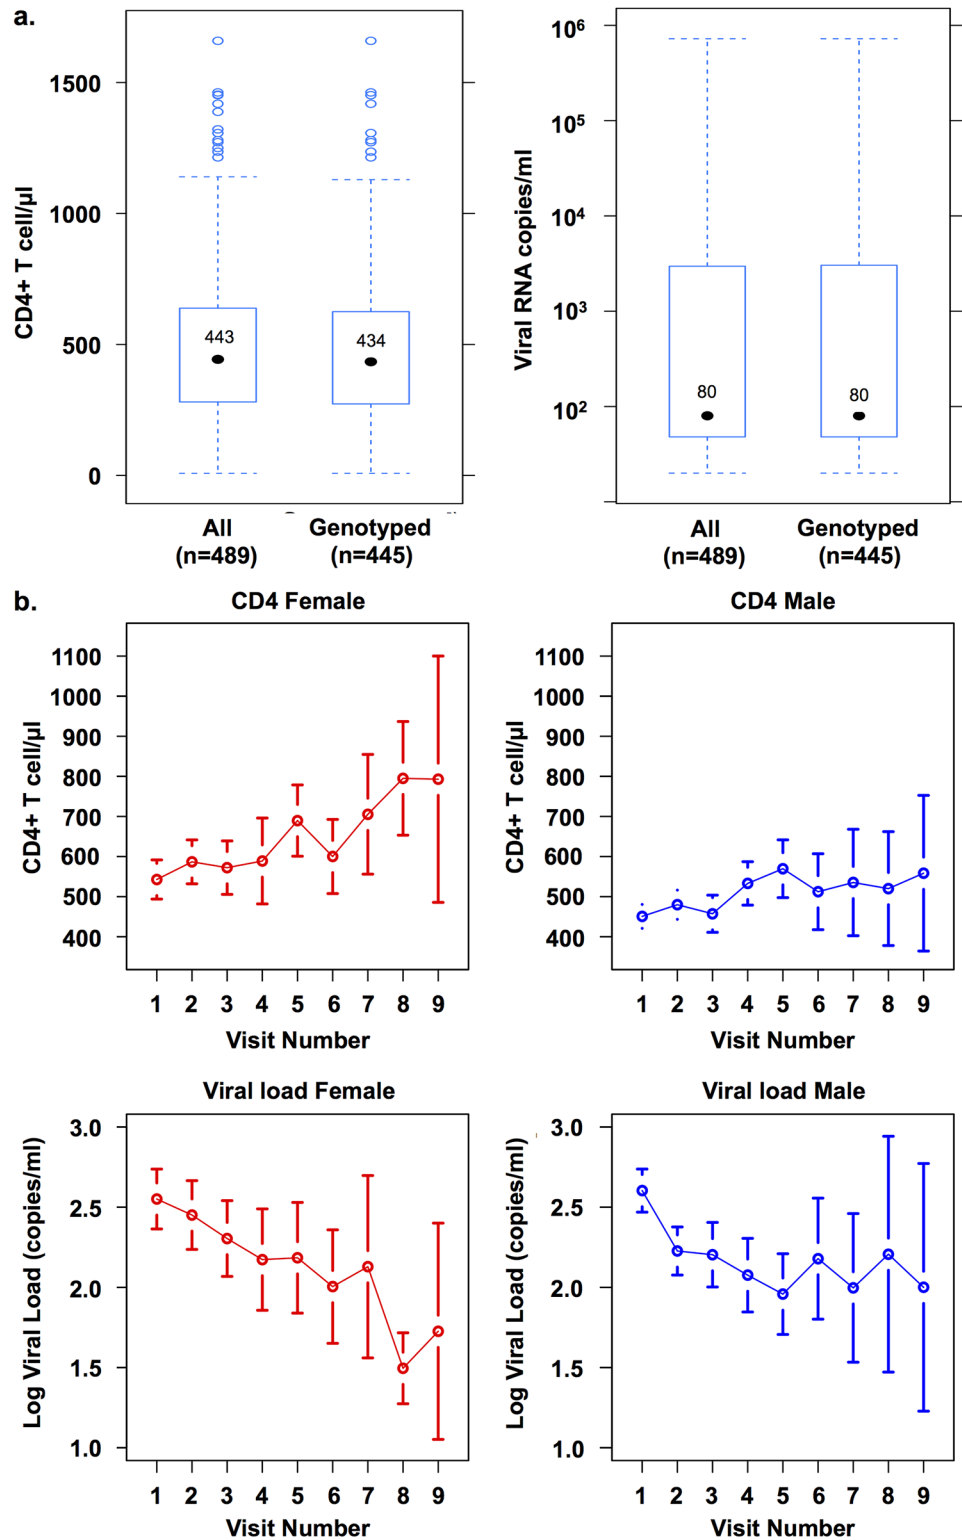 a.
CD4+ T cell/µl
1500
1000
500
0
443
434
All
(n=489)
Genotyped
(n=445)
Viral RNA copies/ml
10⁶
10⁵
10⁴
10³
10²
80
80
All
(n=489)
Genotyped
(n=445)
b.
CD4 Female
CD4+ T cell/µl
1100
1000
900
800
700
600
500
400
1 2 3 4 5 6 7 8 9
Visit Number
CD4 Male
CD4+ T cell/µl
1100
1000
900
800
700
600
500
400
1 2 3 4 5 6 7 8 9
Visit Number
Viral load Female
Log Viral Load (copies/ml)
3.0
2.5
2.0
1.5
1.0
1 2 3 4 5 6 7 8 9
Visit Number
Viral load Male
Log Viral Load (copies/ml)
3.0
2.5
2.0
1.5
1.0
1 2 3 4 5 6 7 8 9
Visit Number